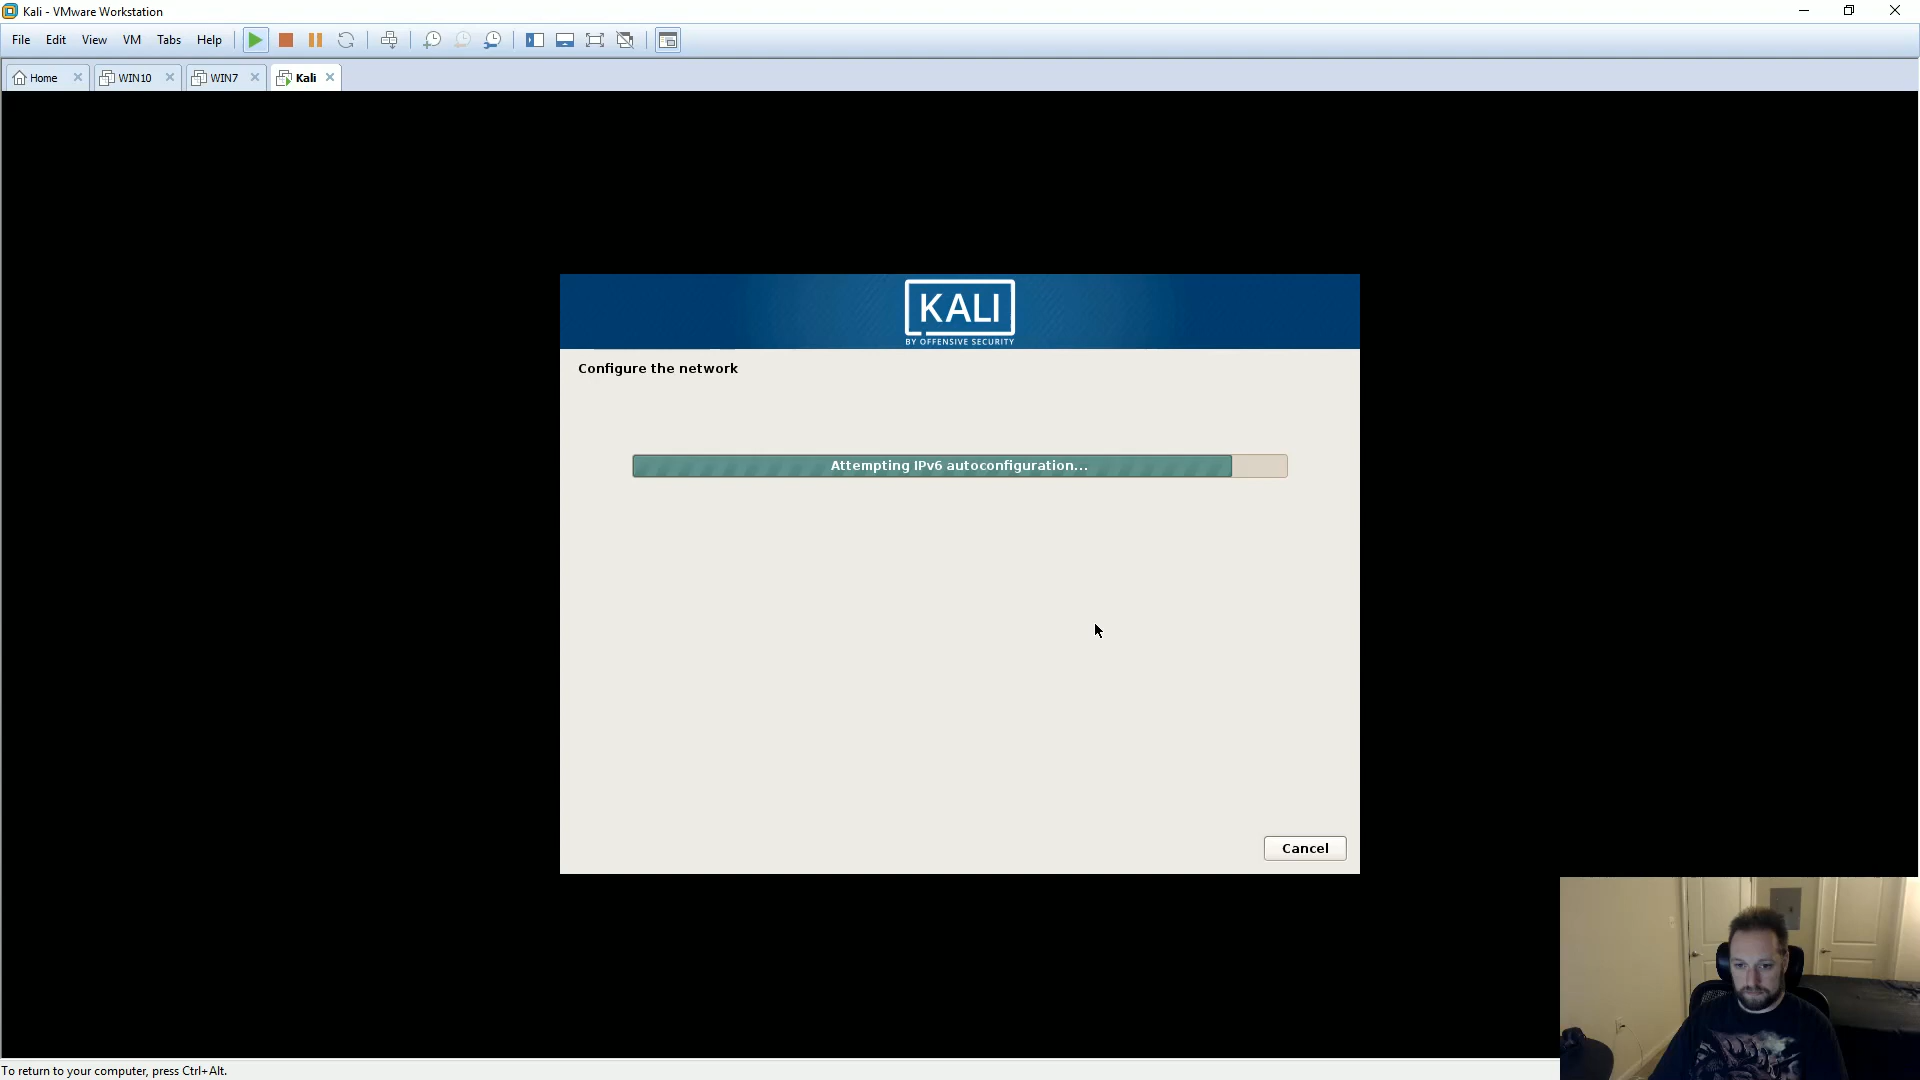 Kali - VMware Workstation
File Edit View VM Tabs Help
Home WIN10 WIN7 Kali
KALI
BY OFFENSIVE SECURITY
Configure the network
Attempting IPv6 autoconfiguration...
Cancel
To return to your computer, press Ctrl+Alt.